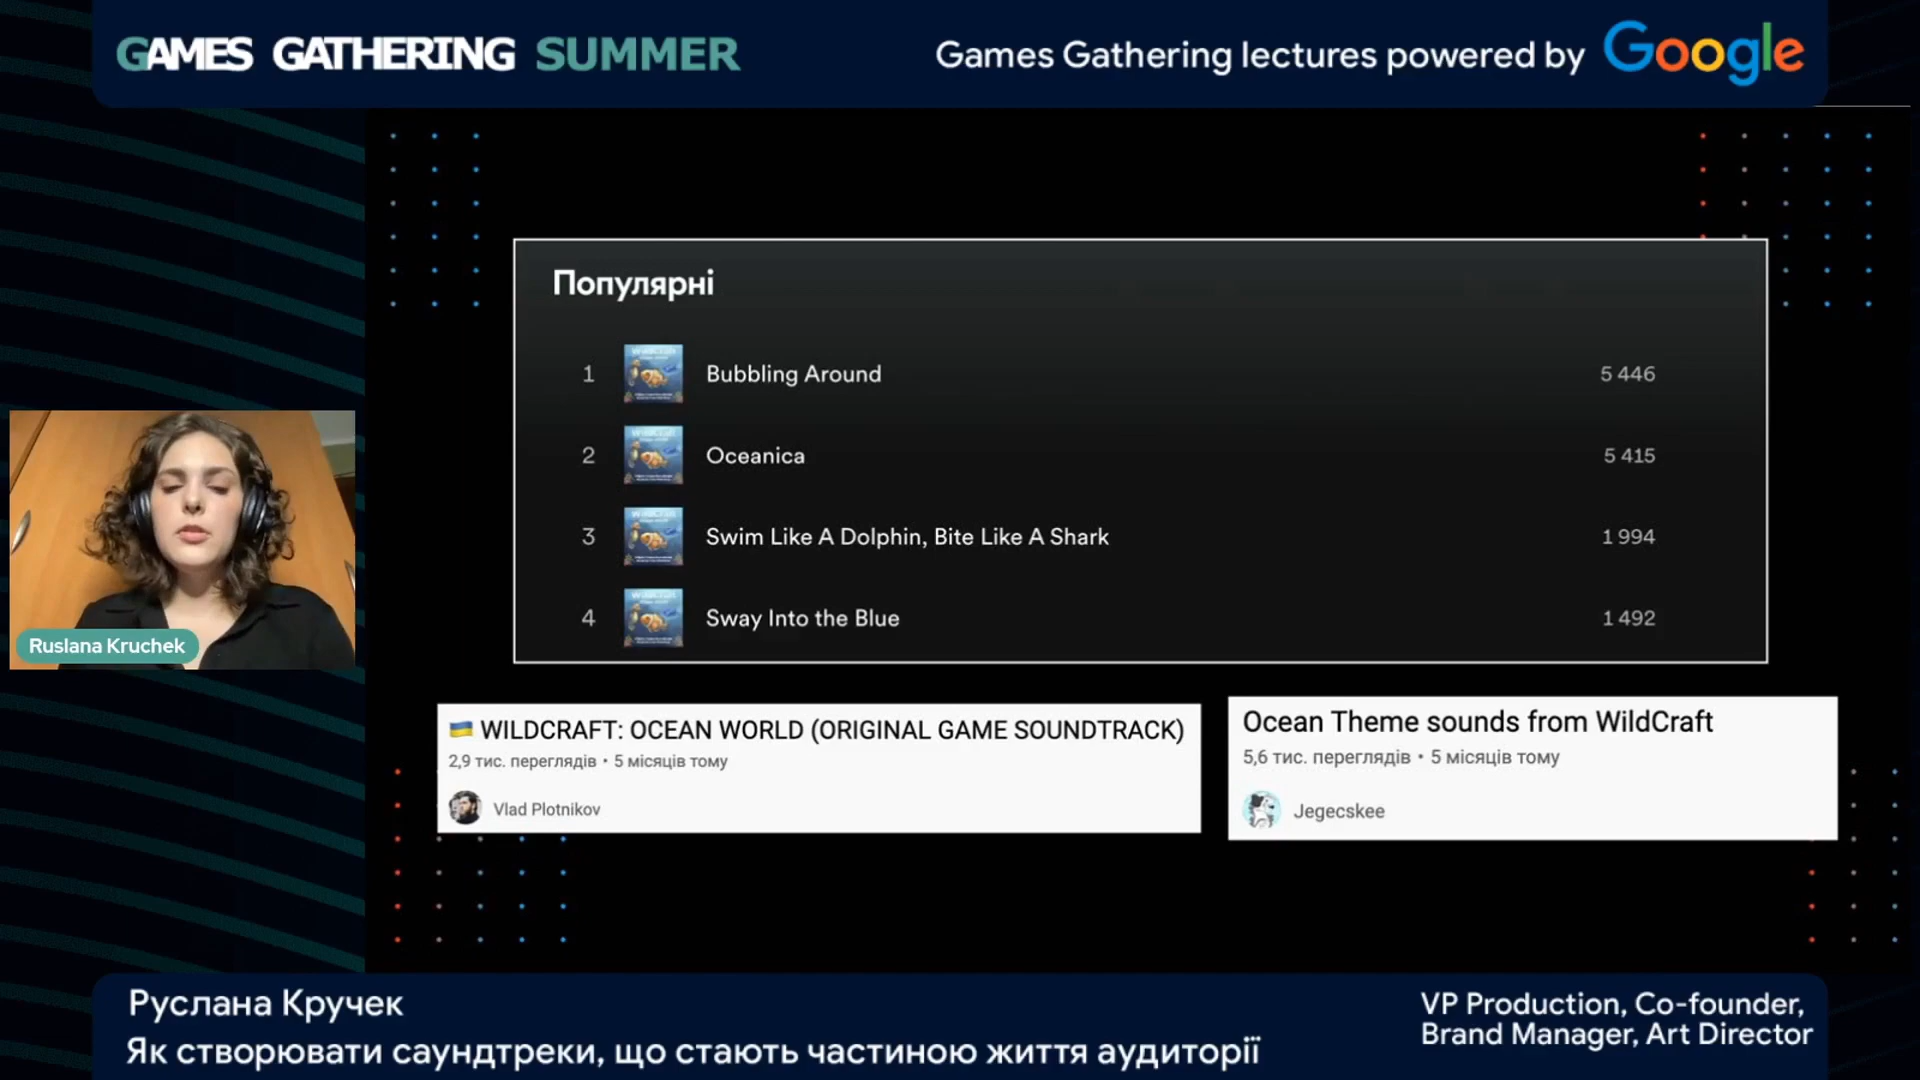 GAMES GATHERING SUMMER
Games Gathering lectures powered by Google
Популярні
1 Bubbling Around 5 446
2 Oceanica 5 415
3 Swim Like A Dolphin, Bite Like A Shark 1 994
4 Sway Into the Blue 1 492
Ruslana Kruchek
WILDCRAFT: OCEAN WORLD (ORIGINAL GAME SOUNDTRACK)
2,9 тис. переглядів • 5 місяців тому
Vlad Plotnikov
Ocean Theme sounds from WildCraft
5,6 тис. переглядів • 5 місяців тому
Jegecskee
Руслана Кручек
Як створювати саундтреки, що стають частиною життя аудиторії
VP Production, Co-founder,
Brand Manager, Art Director